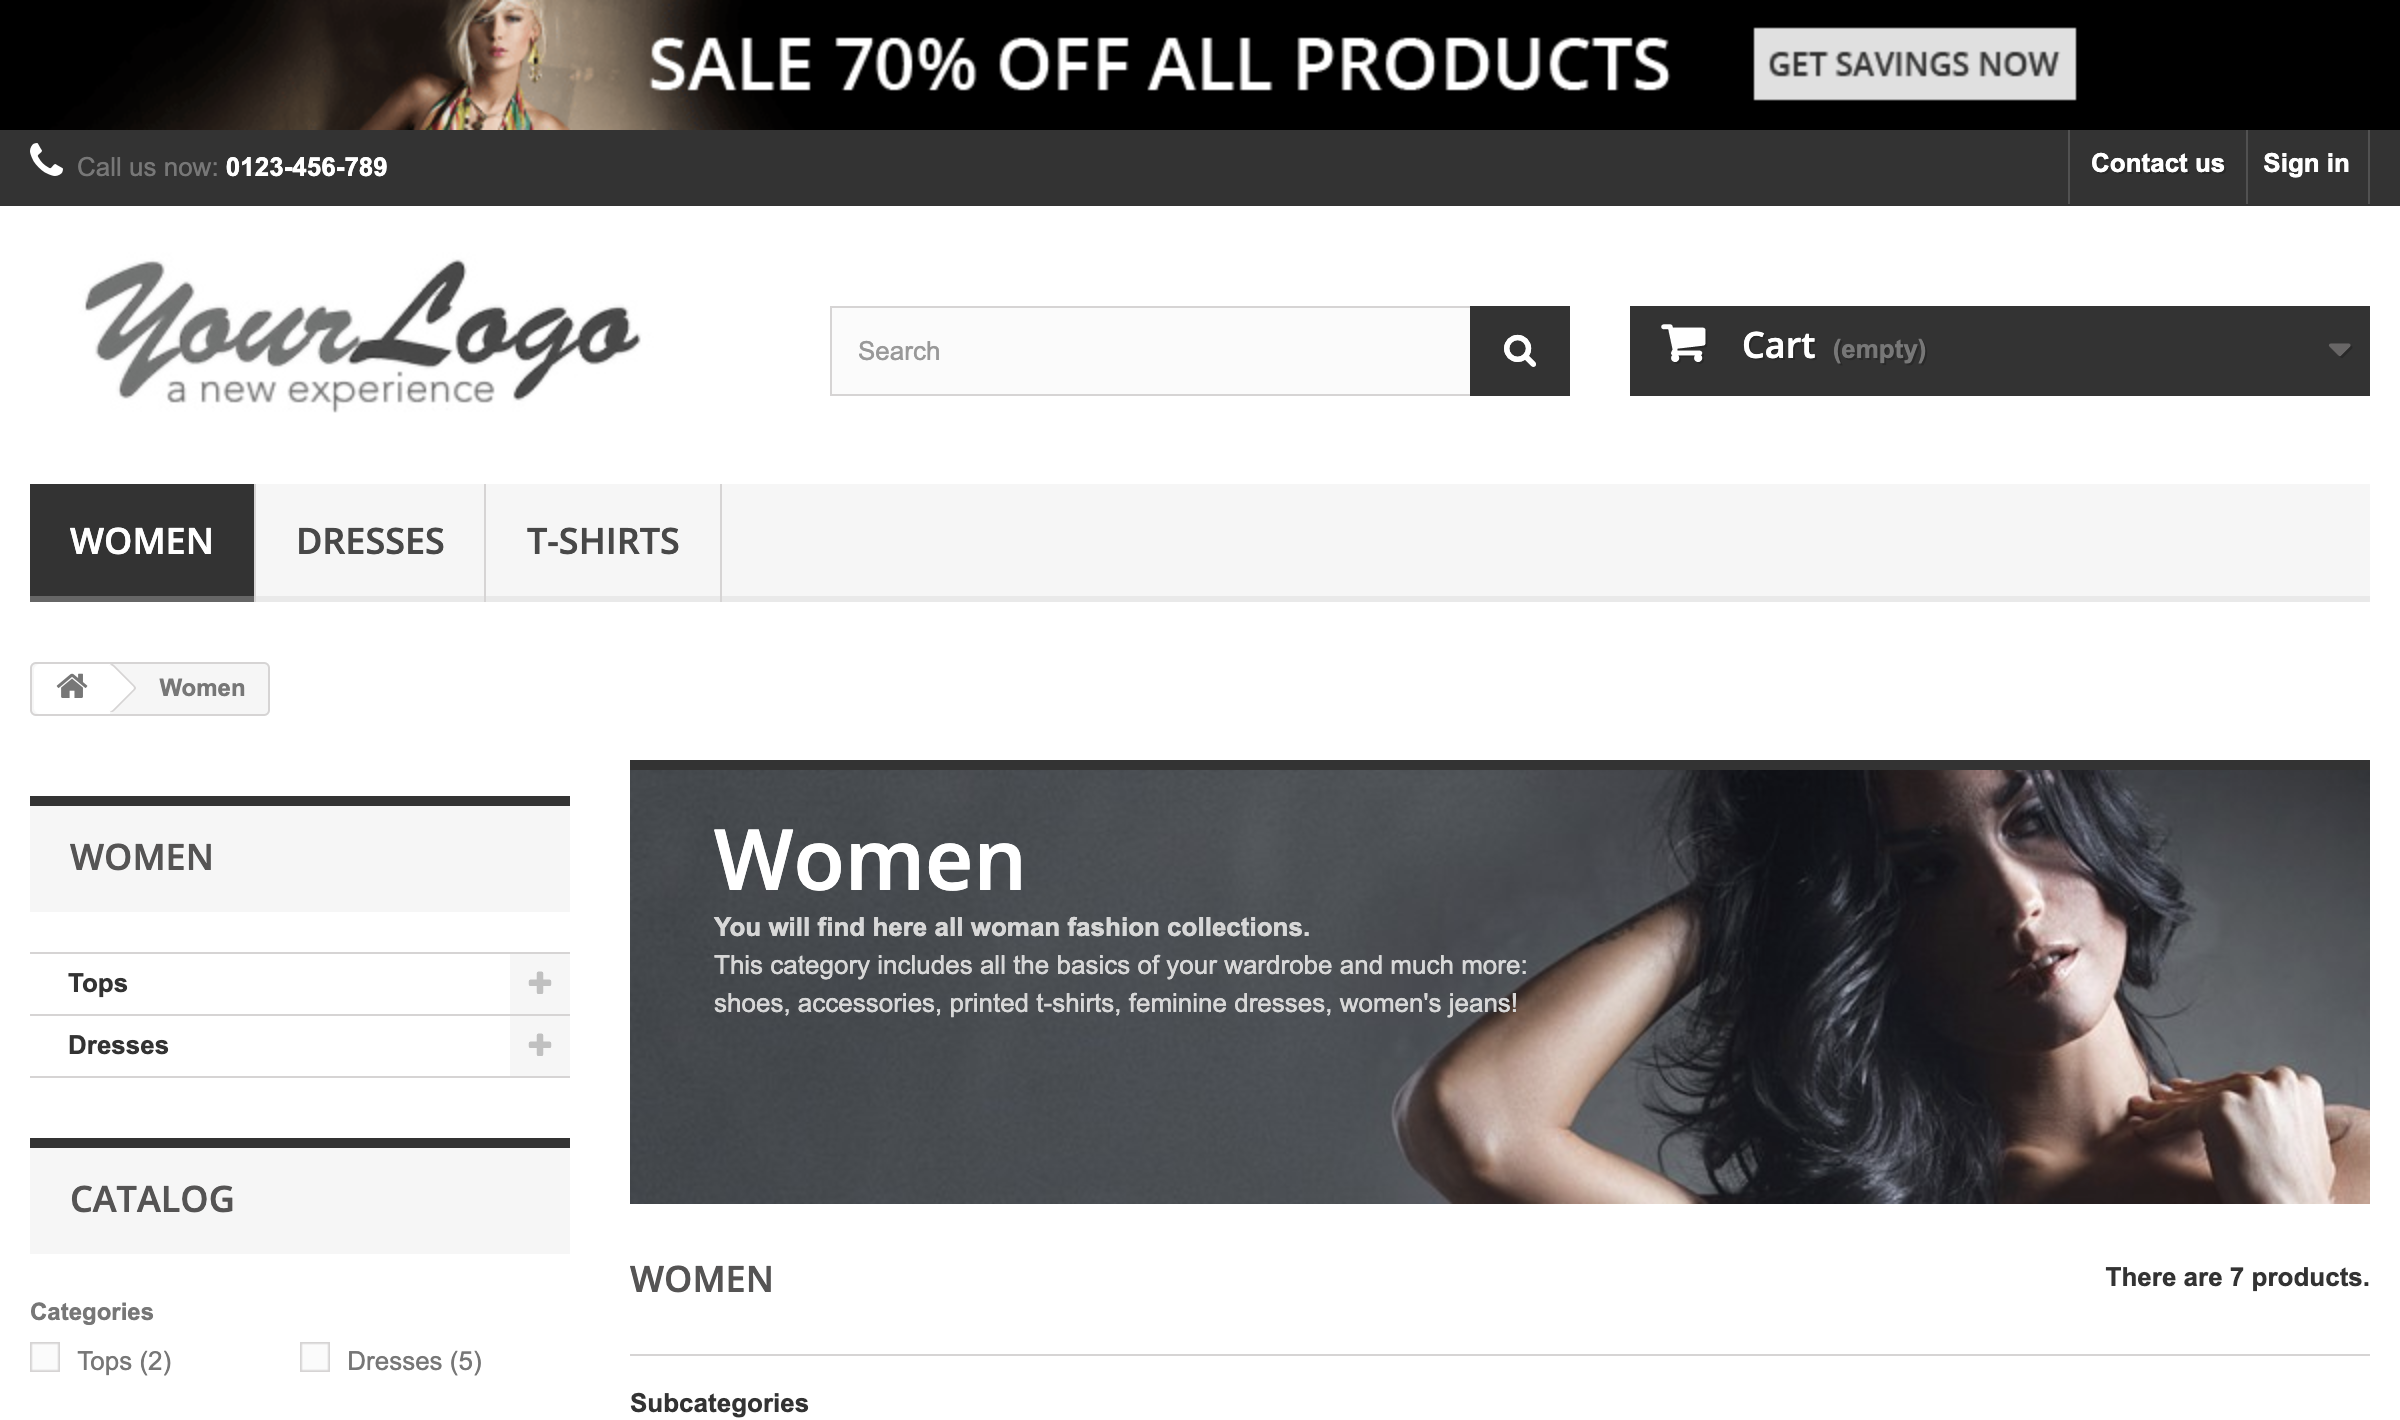 SALE 70% OFF ALL PRODUCTS
GET SAVINGS NOW
Call us now: 0123-456-789
Contact us
Sign in
YourLogo
a new experience
Search
Cart (empty)
WOMEN
DRESSES
T-SHIRTS
Women
WOMEN
Tops
Dresses
CATALOG
Categories
Tops (2)
Dresses (5)
Women
You will find here all woman fashion collections.
This category includes all the basics of your wardrobe and much more:
shoes, accessories, printed t-shirts, feminine dresses, women's jeans!
WOMEN
There are 7 products.
Subcategories